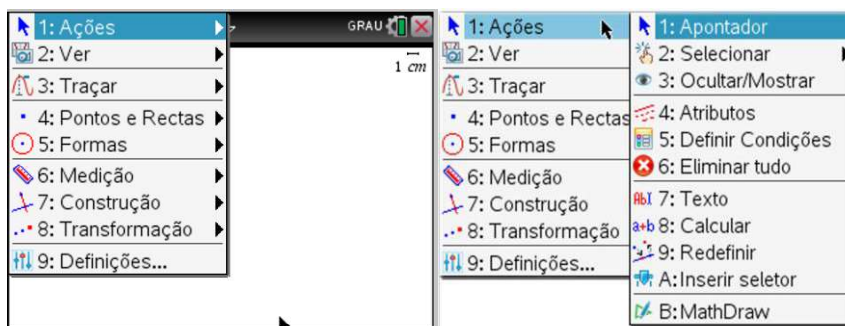 1: Ações
GRAU
2: Ver
1 cm
3: Traçar
4: Pontos e Rectas
5: Formas
6: Medição
7: Construção
8: Transformação
9: Definições...
1: Ações
2: Ver
3: Traçar
4: Pontos e Rectas
5: Formas
6: Medição
7: Construção
8: Transformação
9: Definições...
1: Apontador
2: Selecionar
3: Ocultar/Mostrar
4: Atributos
5: Definir Condições
6: Eliminar tudo
AbI 7: Texto
a+b 8: Calcular
9: Redefinir
A: Inserir seletor
B: MathDraw